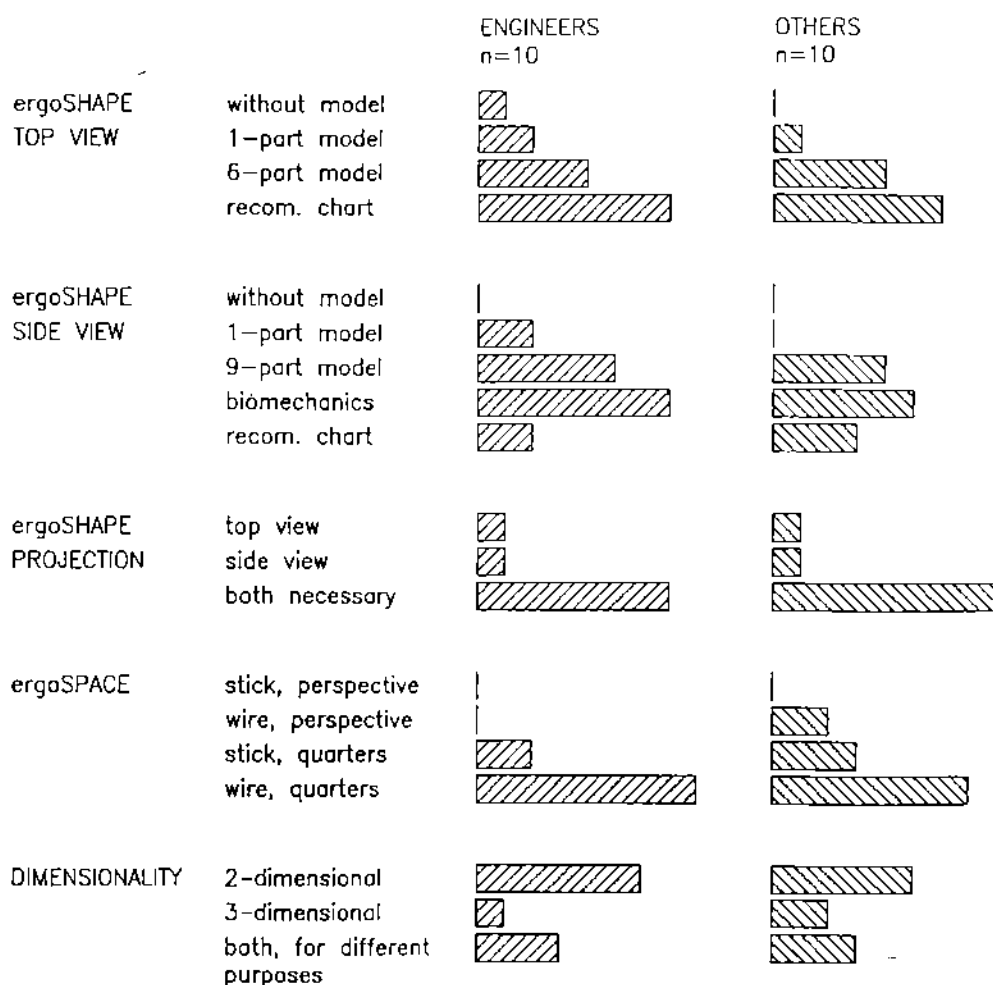 ENGINEERS OTHERS
n=10 n=10
ergoSHAPE without model
TOP VIEW 1-part model
6-part model
recom. chart
ergoSHAPE without model
SIDE VIEW 1-part model
9-part model
biomechanics
recom. chart
ergoSHAPE top view
PROJECTION side view
both necessary
ergoSPACE stick, perspective
wire, perspective
stick, quarters
wire, quarters
DIMENSIONALITY 2-dimensional
3-dimensional
both, for different
purposes